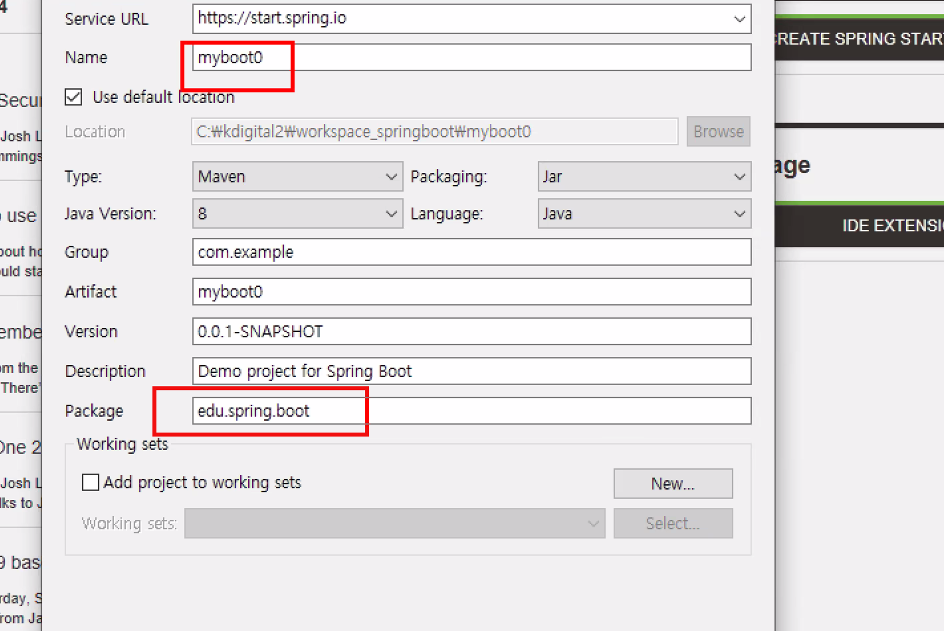 4
Service URL https://start.spring.io
CREATE SPRING START
Name myboot0
Use default location
Secur
Josh L
Location C:₩kdigital2₩workspace_springboot₩myboot0 Browse
mmings
age
Type: Maven Packaging: Jar
Java Version: 8 Language: Java
o use
IDE EXTENSIO
Group com.example
bout ho
ould sta
Artifact myboot0
Version 0.0.1-SNAPSHOT
embe
om the
Description Demo project for Spring Boot
There'
Package edu.spring.boot
Working sets
One 2
Josh L
Add project to working sets New...
lks to J
Working sets: Select...
9 bas
rday, S
rom Ja